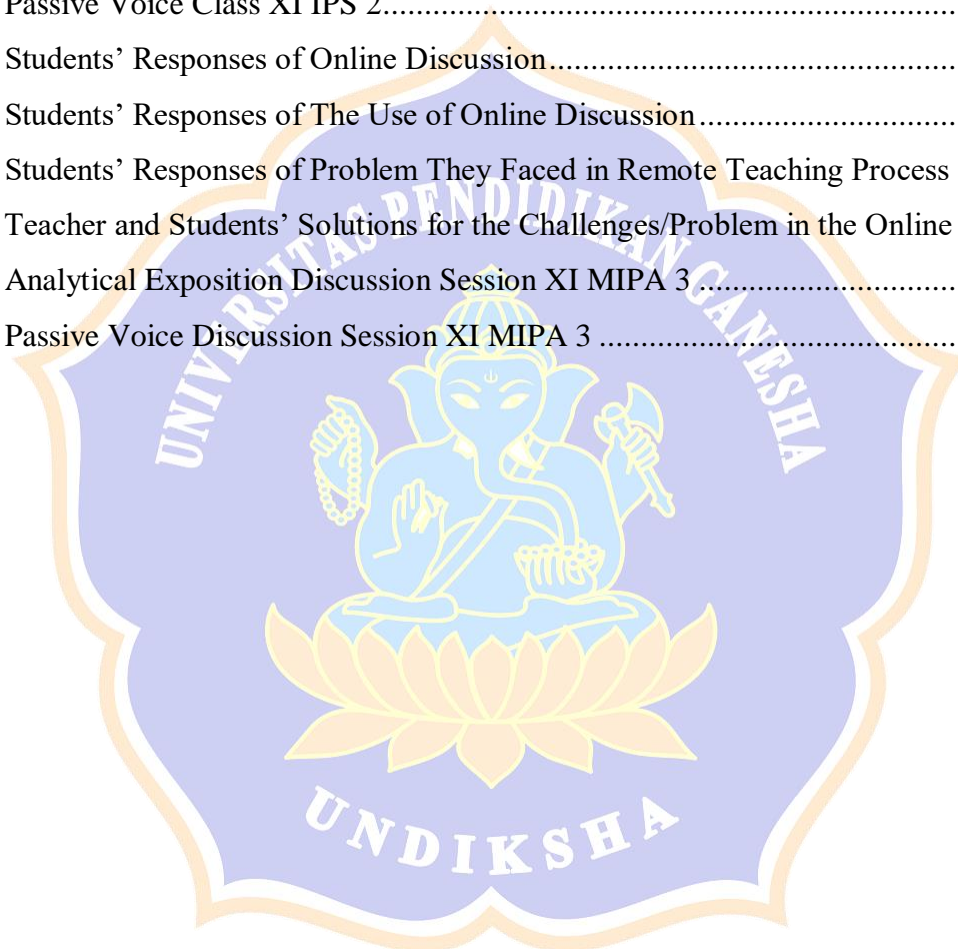 Passive Voice Class XI IPS 2......................................................................
Students’ Responses of Online Discussion..................................................
Students’ Responses of The Use of Online Discussion...............................
Students’ Responses of Problem They Faced in Remote Teaching Process
Teacher and Students’ Solutions for the Challenges/Problem in the Online
Analytical Exposition Discussion Session XI MIPA 3...............................
Passive Voice Discussion Session XI MIPA 3...........................................
UNIVERSITAS PENDIDIKAN GANESHA
UNDIKSHA